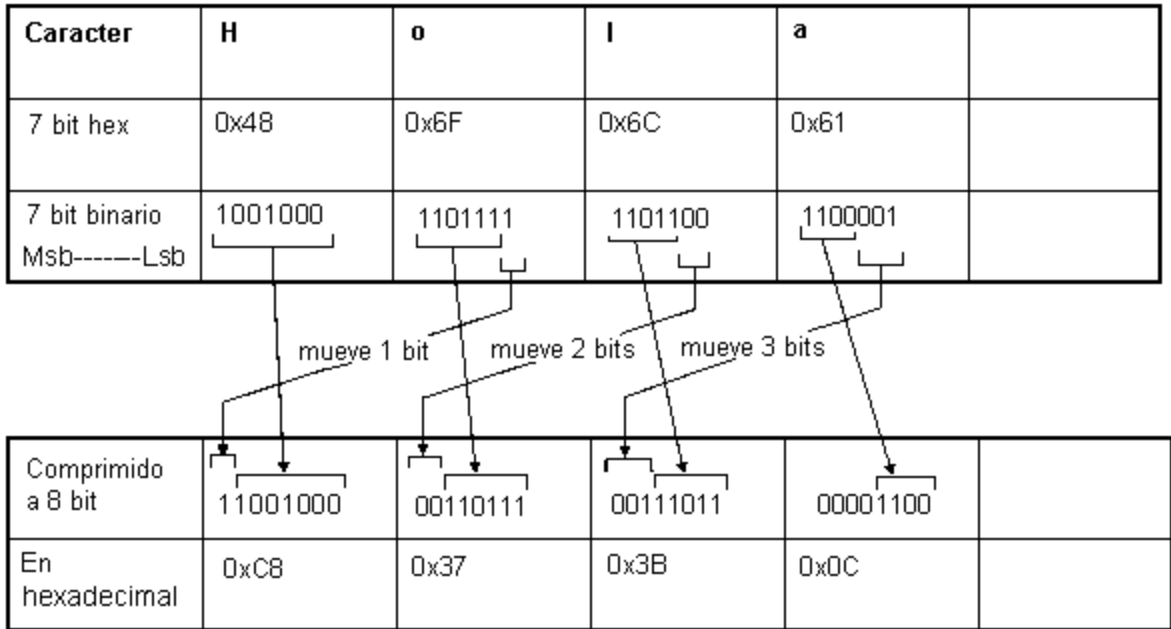 Caracter H o l a
7 bit hex 0x48 0x6F 0x6C 0x61
7 bit binario 1001000 1101111 1101100 1100001
Msb-------Lsb
mueve 1 bit mueve 2 bits mueve 3 bits
Comprimido
a 8 bit 11001000 00110111 00111011 00001100
En 0xC8 0x37 0x3B 0x0C
hexadecimal